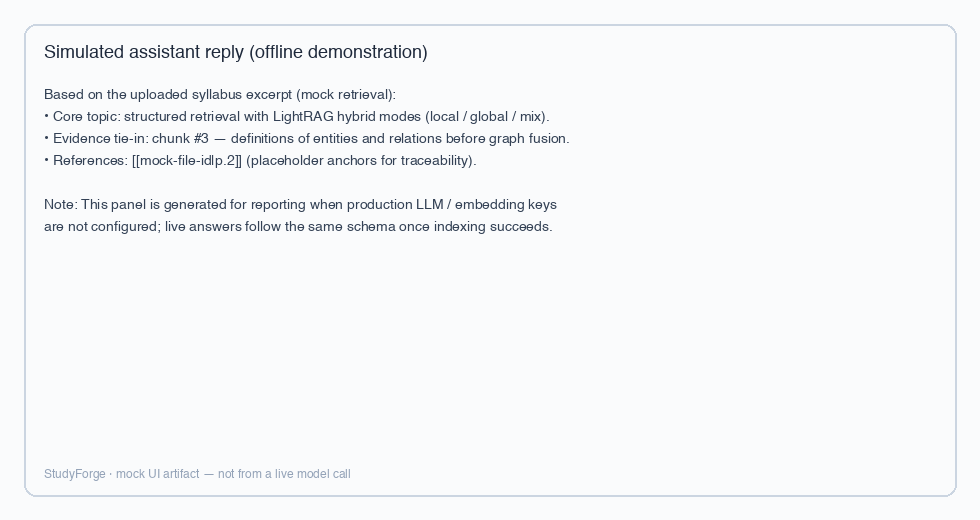 Simulated assistant reply (offline demonstration)
Based on the uploaded syllabus excerpt (mock retrieval):
• Core topic: structured retrieval with LightRAG hybrid modes (local / global / mix).
• Evidence tie-in: chunk #3 — definitions of entities and relations before graph fusion.
• References: [[mock-file-idlp.2]] (placeholder anchors for traceability).
Note: This panel is generated for reporting when production LLM / embedding keys
are not configured; live answers follow the same schema once indexing succeeds.
StudyForge · mock UI artifact — not from a live model call